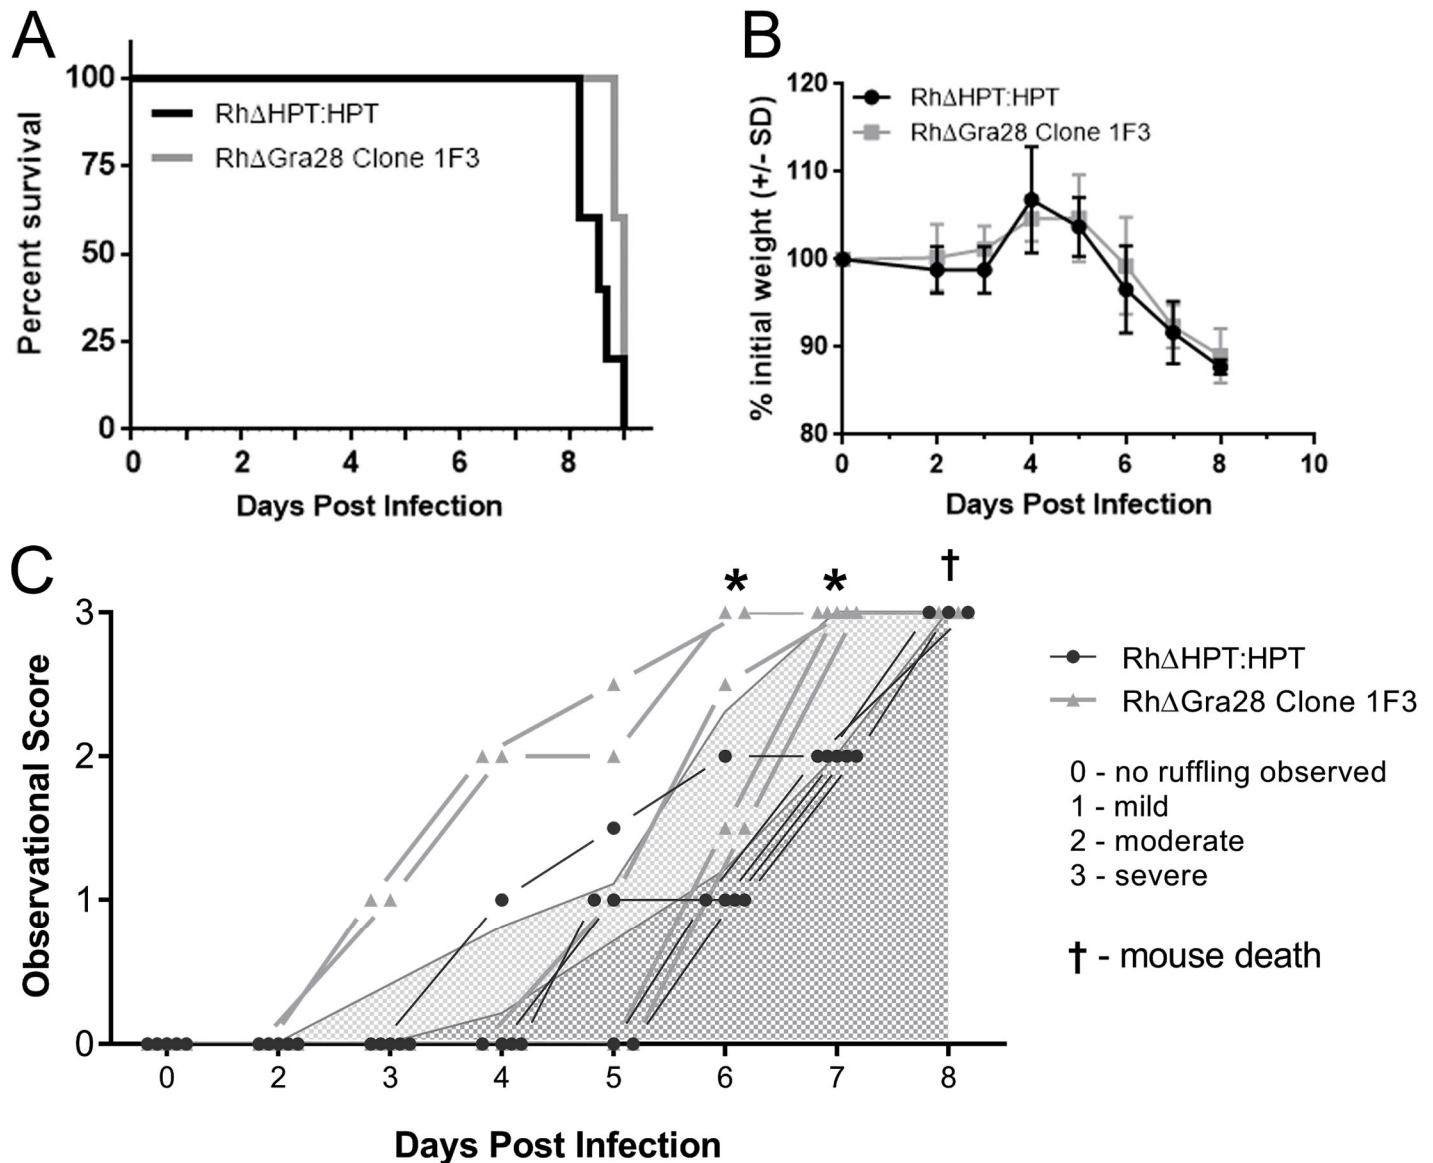 A
Percent survival
100
75
50
25
0
RhΔHPT:HPT
RhΔGra28 Clone 1F3
0 2 4 6 8
Days Post Infection
B
% initial weight (+/- SD)
120
110
100
90
80
RhΔHPT:HPT
RhΔGra28 Clone 1F3
0 2 4 6 8 10
Days Post Infection
C
Observational Score
3
2
1
0
* * †
0 2 3 4 5 6 7 8
Days Post Infection
RhΔHPT:HPT
RhΔGra28 Clone 1F3
0 - no ruffling observed
1 - mild
2 - moderate
3 - severe
† - mouse death